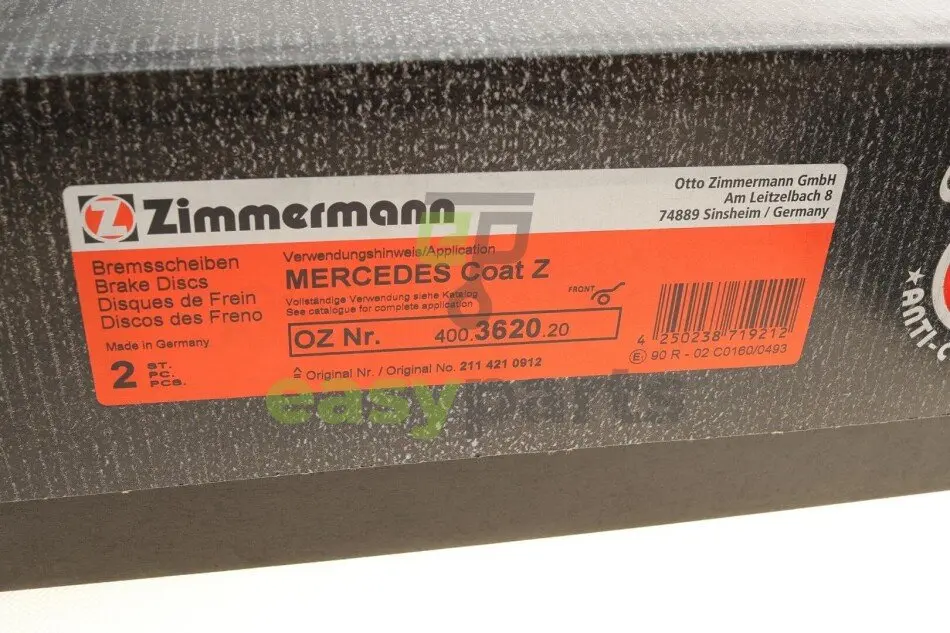 Z Zimmermann
Otto Zimmermann GmbH
Am Leitzelbach 8
74889 Sinsheim / Germany
Bremsscheiben
Brake Discs
Disques de Frein
Discos des Freno
Made in Germany
2 ST.
PC.
PCS.
Verwendungshinweis/Application
MERCEDES Coat Z
Vollständige Verwendung siehe Katalog
See catalogue for complete application
FRONT
OZ Nr. 400.3620.20
≙ Original Nr. / Original No. 211 421 0912
4 250238 719212
E 90 R - 02 C0160/0493
easyparts
ANTI-C